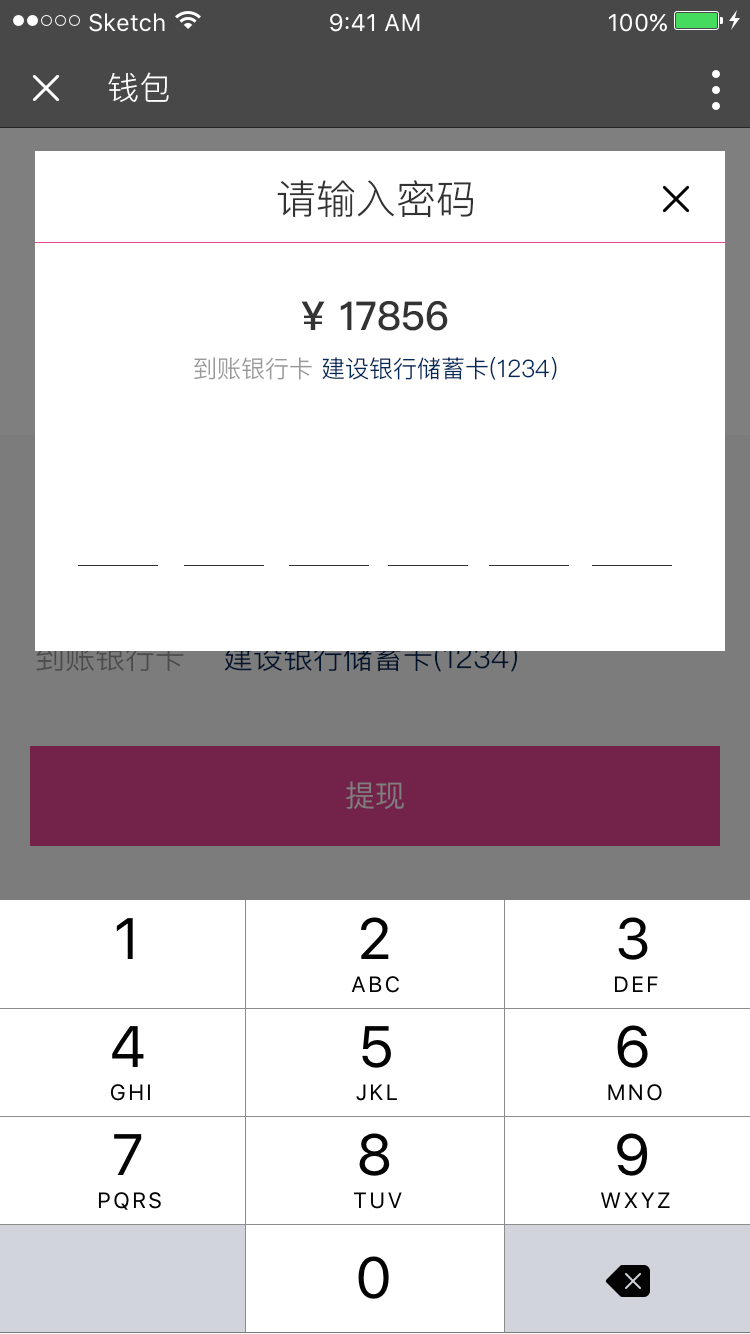 Sketch 9:41 AM 100%
钱包
请输入密码
¥ 17856
到账银行卡 建设银行储蓄卡(1234)
到账银行卡 建设银行储蓄卡(1234)
提现
1 2 3
ABC DEF
4 5 6
GHI JKL MNO
7 8 9
PQRS TUV WXYZ
0